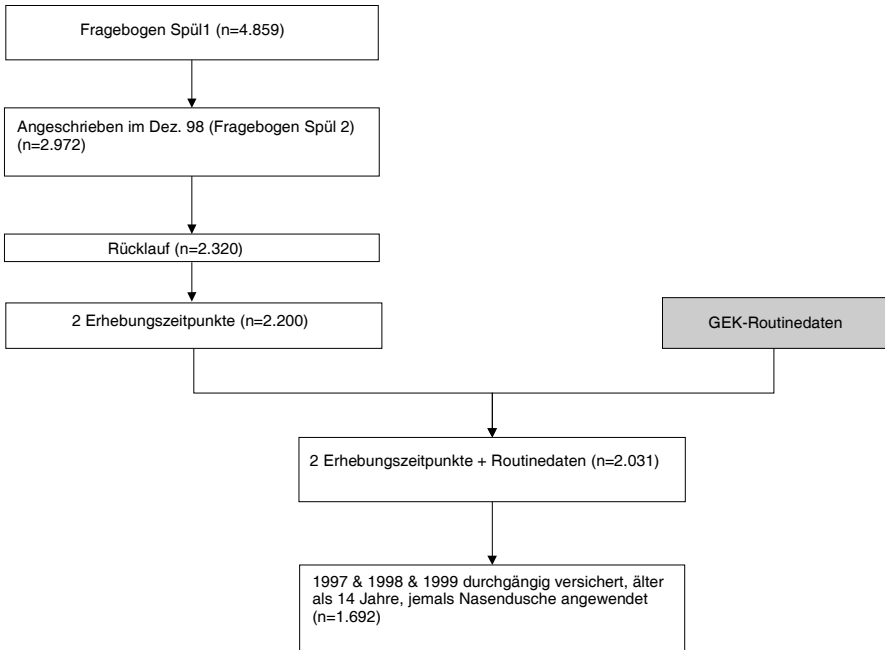 Fragebogen Spül1 (n=4.859)
Angeschrieben im Dez. 98 (Fragebogen Spül 2)
(n=2.972)
Rücklauf (n=2.320)
2 Erhebungszeitpunkte (n=2.200)
GEK-Routinedaten
2 Erhebungszeitpunkte + Routinedaten (n=2.031)
1997 & 1998 & 1999 durchgängig versichert, älter
als 14 Jahre, jemals Nasendusche angewendet
(n=1.692)